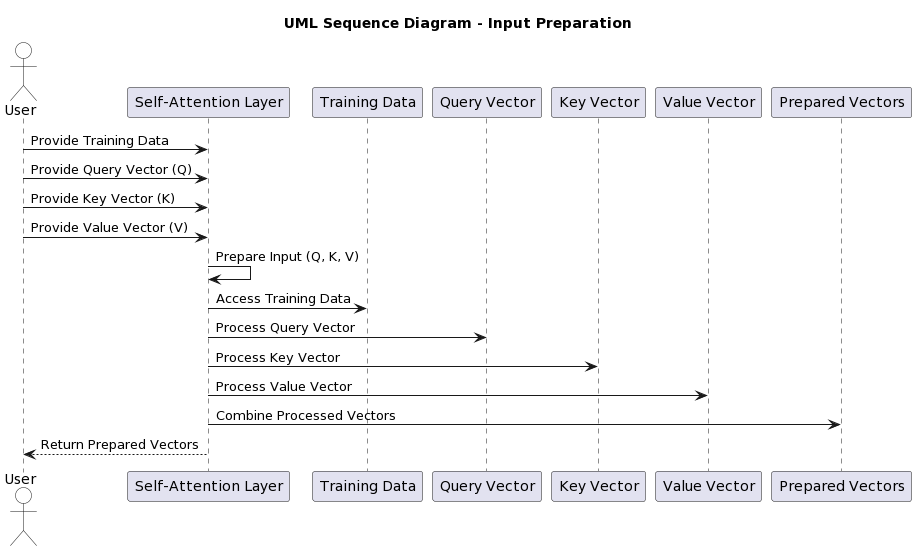 UML Sequence Diagram - Input Preparation
User
Self-Attention Layer
Training Data
Query Vector
Key Vector
Value Vector
Prepared Vectors
Provide Training Data
Provide Query Vector (Q)
Provide Key Vector (K)
Provide Value Vector (V)
Prepare Input (Q, K, V)
Access Training Data
Process Query Vector
Process Key Vector
Process Value Vector
Combine Processed Vectors
Return Prepared Vectors
User
Self-Attention Layer
Training Data
Query Vector
Key Vector
Value Vector
Prepared Vectors